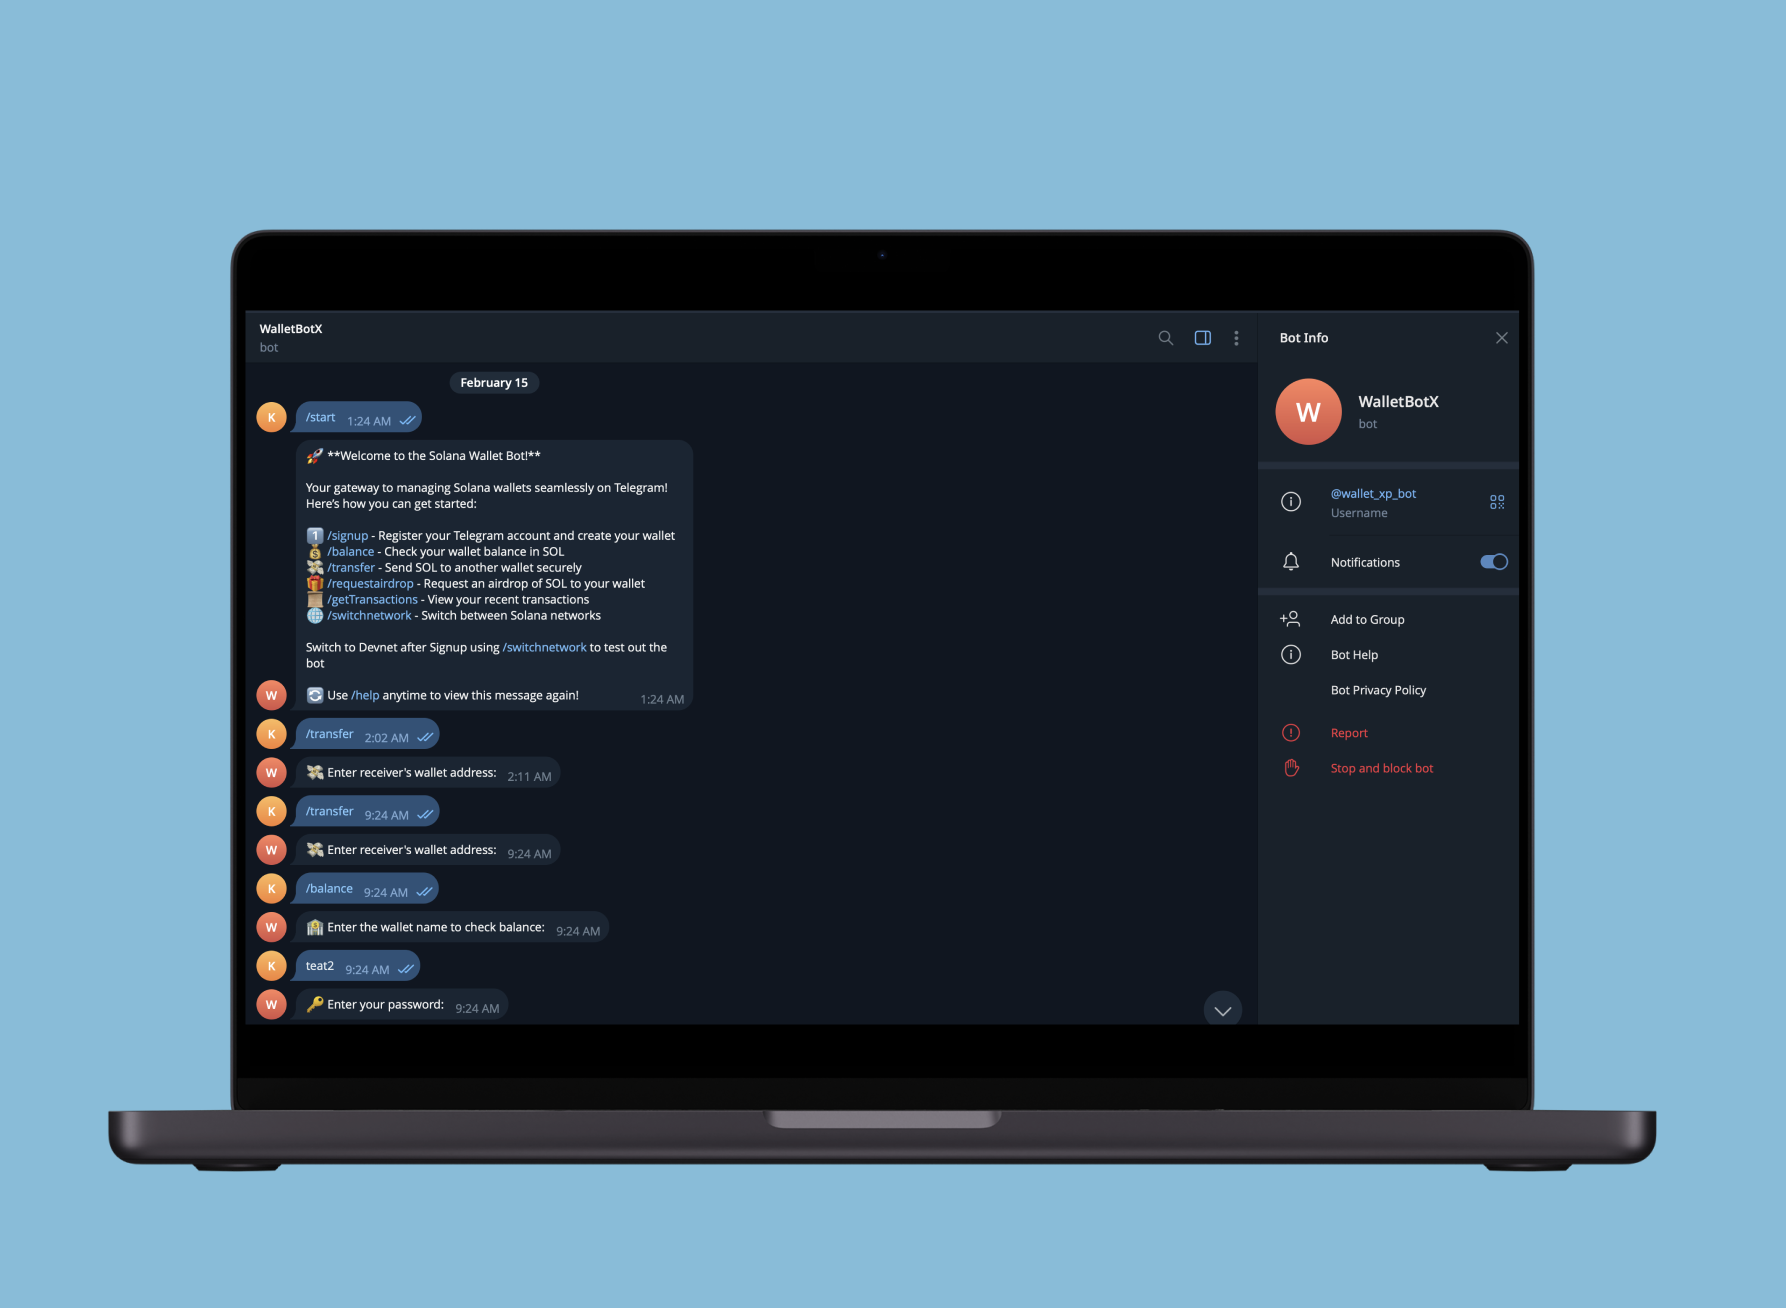 WalletBotX
bot
February 15
K
/start 1:24 AM
🚀 **Welcome to the Solana Wallet Bot!**
Your gateway to managing Solana wallets seamlessly on Telegram!
Here's how you can get started:
1️⃣ /signup - Register your Telegram account and create your wallet
💰 /balance - Check your wallet balance in SOL
💸 /transfer - Send SOL to another wallet securely
🎁 /requestairdrop - Request an airdrop of SOL to your wallet
📜 /getTransactions - View your recent transactions
🌐 /switchnetwork - Switch between Solana networks
Switch to Devnet after Signup using /switchnetwork to test out the
bot
🔄 Use /help anytime to view this message again! 1:24 AM
W
K
/transfer 2:02 AM
W
💸 Enter receiver's wallet address: 2:11 AM
K
/transfer 9:24 AM
W
💸 Enter receiver's wallet address: 9:24 AM
K
/balance 9:24 AM
W
🏦 Enter the wallet name to check balance: 9:24 AM
K
teat2 9:24 AM
W
🔑 Enter your password: 9:24 AM
Bot Info
W
WalletBotX
bot
@wallet_xp_bot
Username
Notifications
Add to Group
Bot Help
Bot Privacy Policy
Report
Stop and block bot